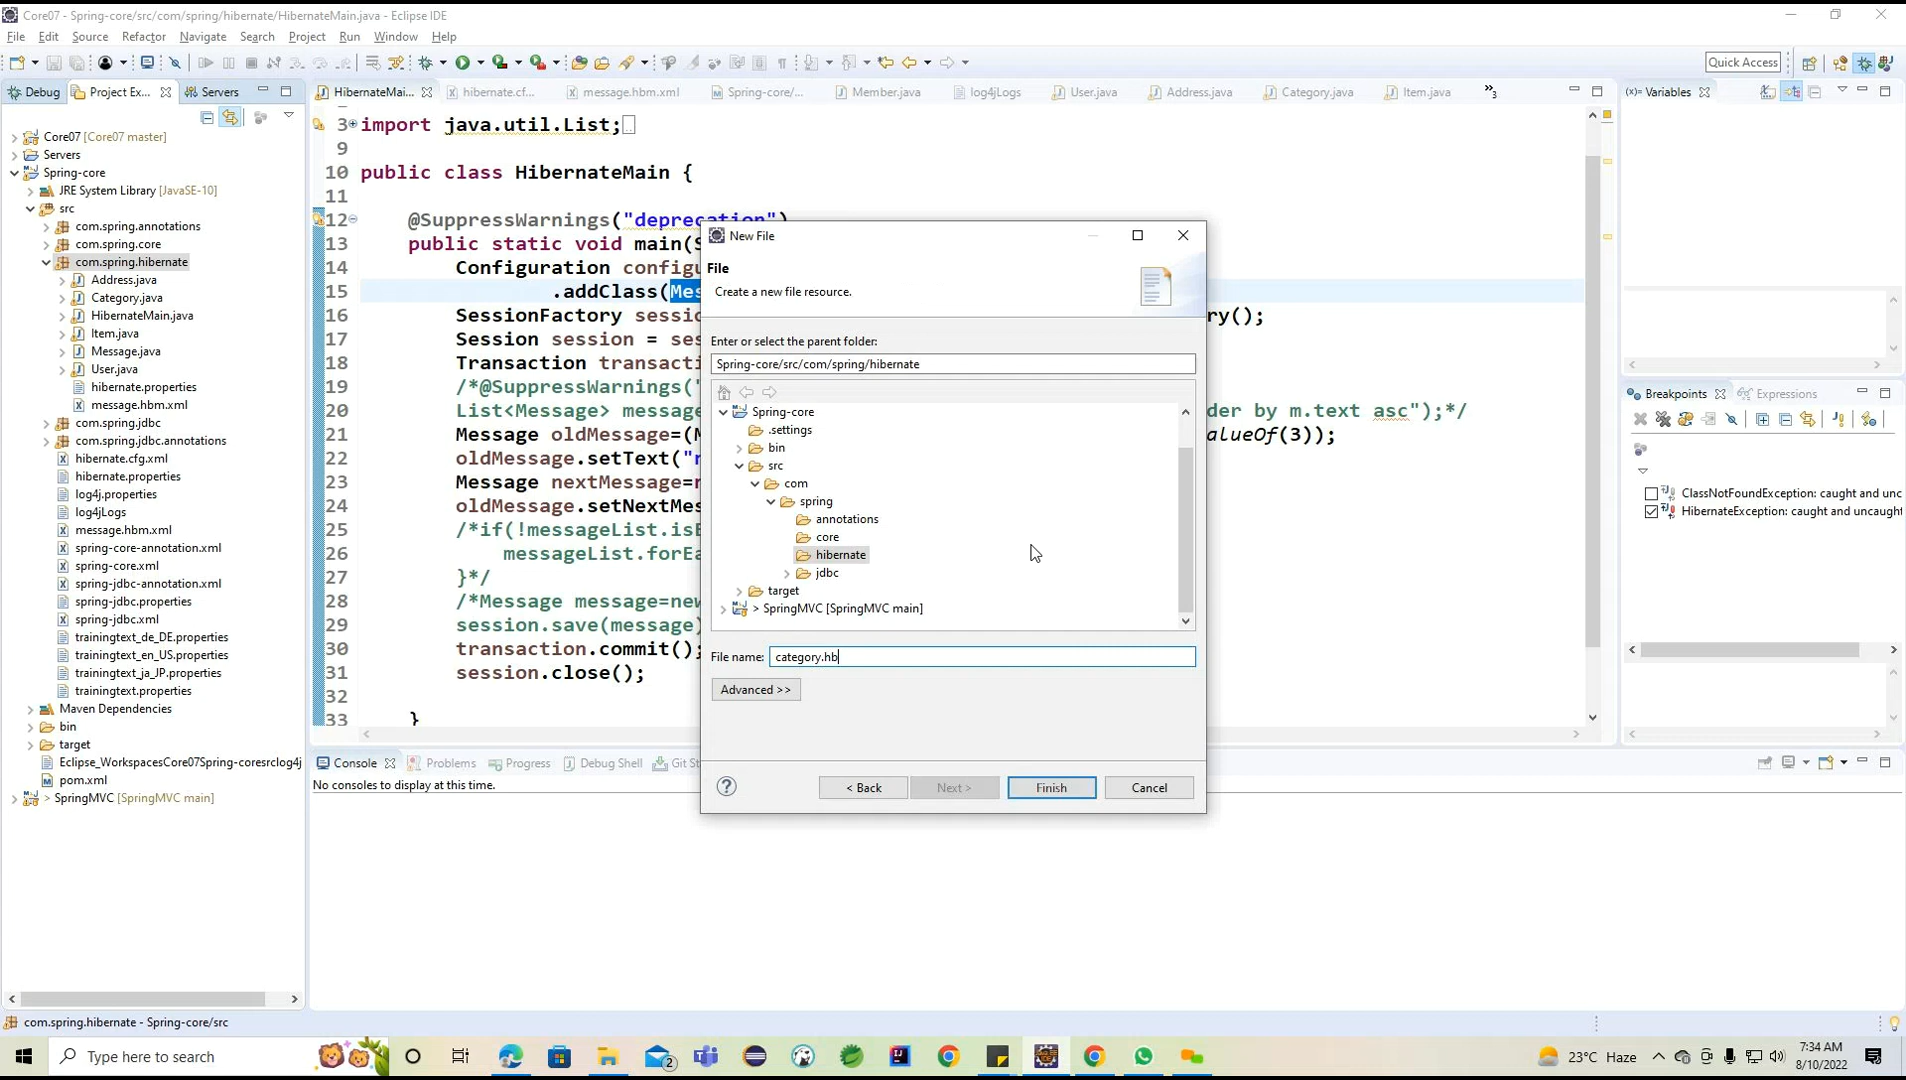 Core07 - Spring-core/src/com/spring/hibernate/HibernateMain.java - Eclipse IDE
File Edit Source Refactor Navigate Search Project Run Window Help
Quick Access
Debug Project Ex... Servers
HibernateMai... hibernate.cf... message.hbm.xml Spring-core/... Member.java log4jLogs User.java Address.java Category.java Item.java »3
(x)= Variables
Core07 [Core07 master]
Servers
Spring-core
JRE System Library [JavaSE-10]
src
com.spring.annotations
com.spring.core
com.spring.hibernate
Address.java
Category.java
HibernateMain.java
Item.java
Message.java
User.java
hibernate.properties
message.hbm.xml
com.spring.jdbc
com.spring.jdbc.annotations
hibernate.cfg.xml
hibernate.properties
log4j.properties
log4jLogs
message.hbm.xml
spring-core-annotation.xml
spring-core.xml
spring-jdbc-annotation.xml
spring-jdbc.properties
spring-jdbc.xml
trainingtext_de_DE.properties
trainingtext_en_US.properties
trainingtext_ja_JP.properties
trainingtext.properties
Maven Dependencies
bin
target
Eclipse_WorkspacesCore07Spring-coresrclog4j
pom.xml
> SpringMVC [SpringMVC main]
3 import java.util.List;
9
10 public class HibernateMain {
11
12 @SuppressWarnings("deprecation")
13 public static void main(S
14 Configuration configu
15 .addClass(Mes
16 SessionFactory sessio ry();
17 Session session = ses
18 Transaction transacti
19 /*@SuppressWarnings("
20 List<Message> message der by m.text asc");*/
21 Message oldMessage=(M alueOf(3));
22 oldMessage.setText("n
23 Message nextMessage=n
24 oldMessage.setNextMes
25 /*if(!messageList.isE
26 messageList.forEa
27 }*/
28 /*Message message=new
29 session.save(message)
30 transaction.commit();
31 session.close();
32
33 }
New File
File
Create a new file resource.
Enter or select the parent folder:
Spring-core/src/com/spring/hibernate
Spring-core
.settings
bin
src
com
spring
annotations
core
hibernate
jdbc
target
> SpringMVC [SpringMVC main]
File name: category.hb
Advanced >>
< Back Next > Finish Cancel
Breakpoints Expressions
ClassNotFoundException: caught and unc
HibernateException: caught and uncaught
Console Problems Progress Debug Shell Git St
No consoles to display at this time.
com.spring.hibernate - Spring-core/src
Type here to search
2
23°C Haze
7:34 AM
8/10/2022